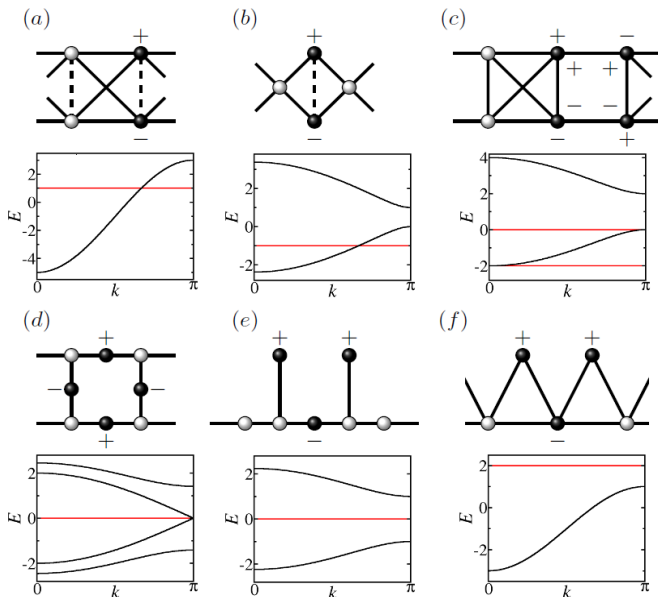 (a) (b) (c)
+ + + −
+ +
− −
− − − +
2 2 4
0 2
E −2 E 0 E 0
−4 −2 −2
0 k π 0 k π 0 k π
(d) (e) (f)
+ + + + +
− −
+ − −
2 2 2
E 0 E 0 E 0
−2 −2 −2
0 k π 0 k π 0 k π